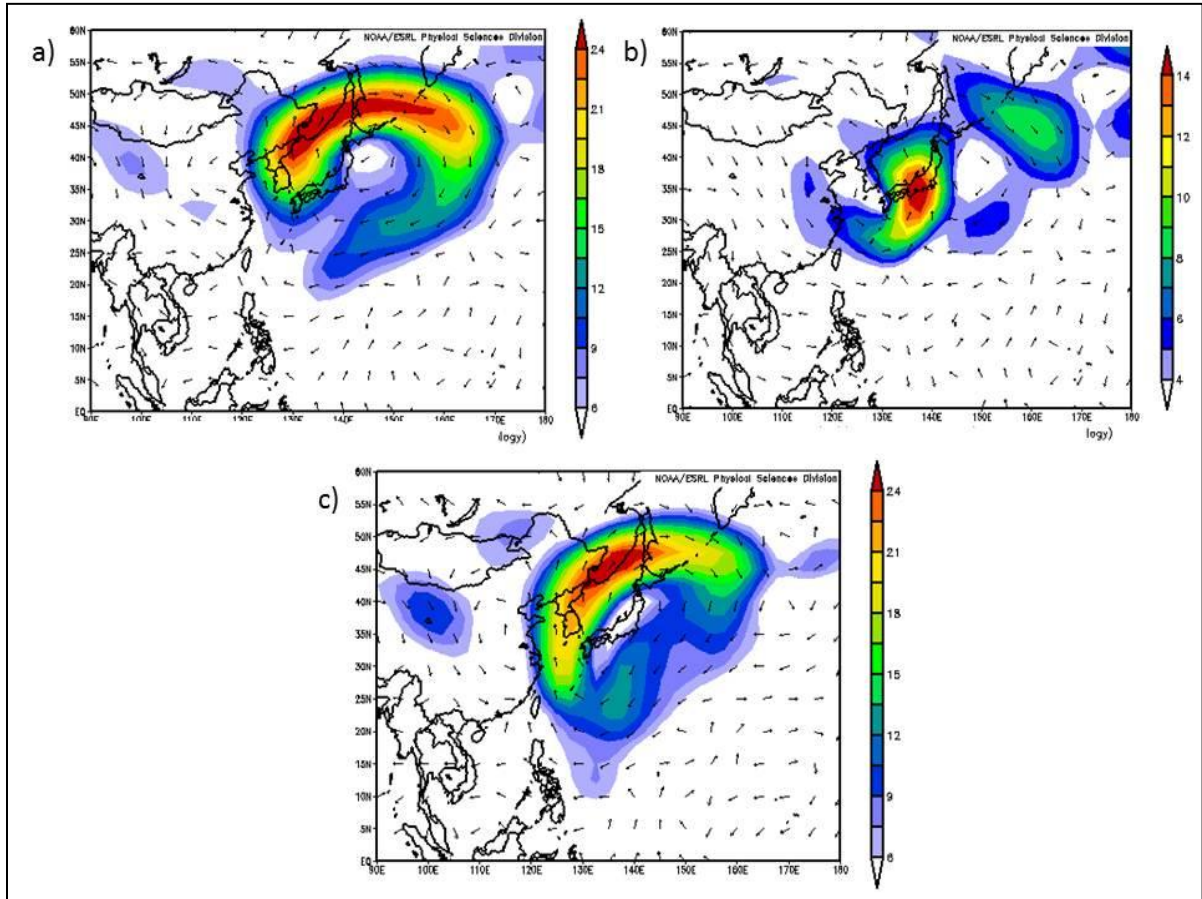 a)
NOAA/ESRL Physical Sciences Division
60N
55N
50N
45N
40N
35N
30N
25N
20N
15N
10N
5N
EQ
90E 100E 110E 120E 130E 140E 150E 160E 170E 180
(logy)
24
21
18
15
12
9
6
b)
NOAA/ESRL Physical Sciences Division
60N
55N
50N
45N
40N
35N
30N
25N
20N
15N
10N
5N
EQ
90E 100E 110E 120E 130E 140E 150E 160E 170E 180
(logy)
14
12
10
8
6
4
c)
NOAA/ESRL Physical Sciences Division
60N
55N
50N
45N
40N
35N
30N
25N
20N
15N
10N
5N
EQ
90E 100E 110E 120E 130E 140E 150E 160E 170E 180
24
21
18
15
12
9
6